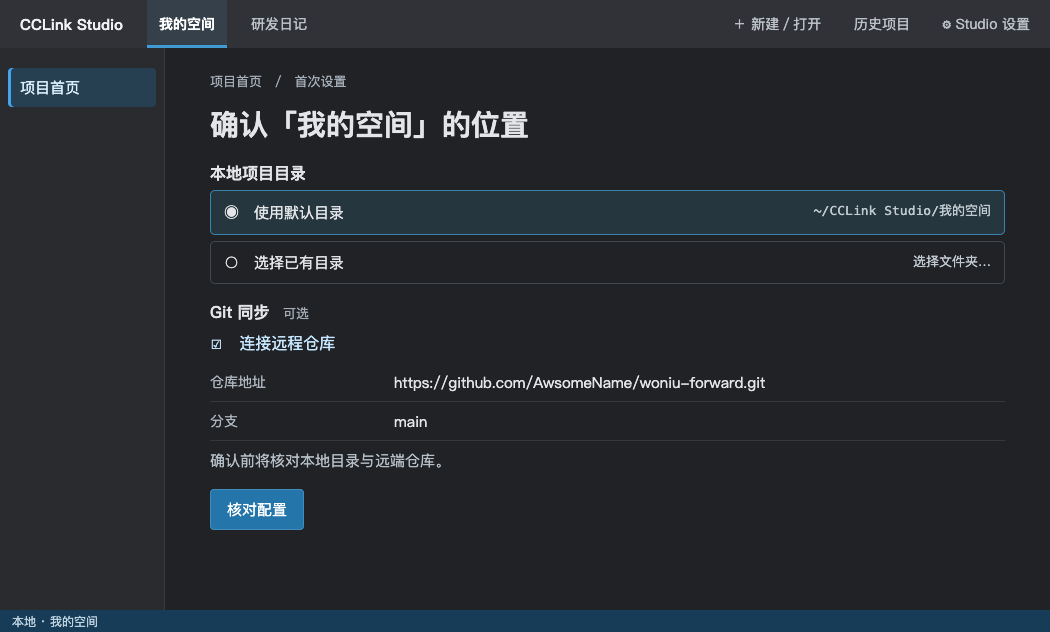 CCLink Studio 我的空间 研发日记 + 新建 / 打开 历史项目 ⚙ Studio 设置
项目首页
项目首页 / 首次设置
确认「我的空间」的位置
本地项目目录
使用默认目录 ~/CCLink Studio/我的空间
选择已有目录 选择文件夹...
Git 同步 可选
连接远程仓库
仓库地址 https://github.com/AwsomeName/woniu-forward.git
分支 main
确认前将核对本地目录与远端仓库。
核对配置
本地 · 我的空间